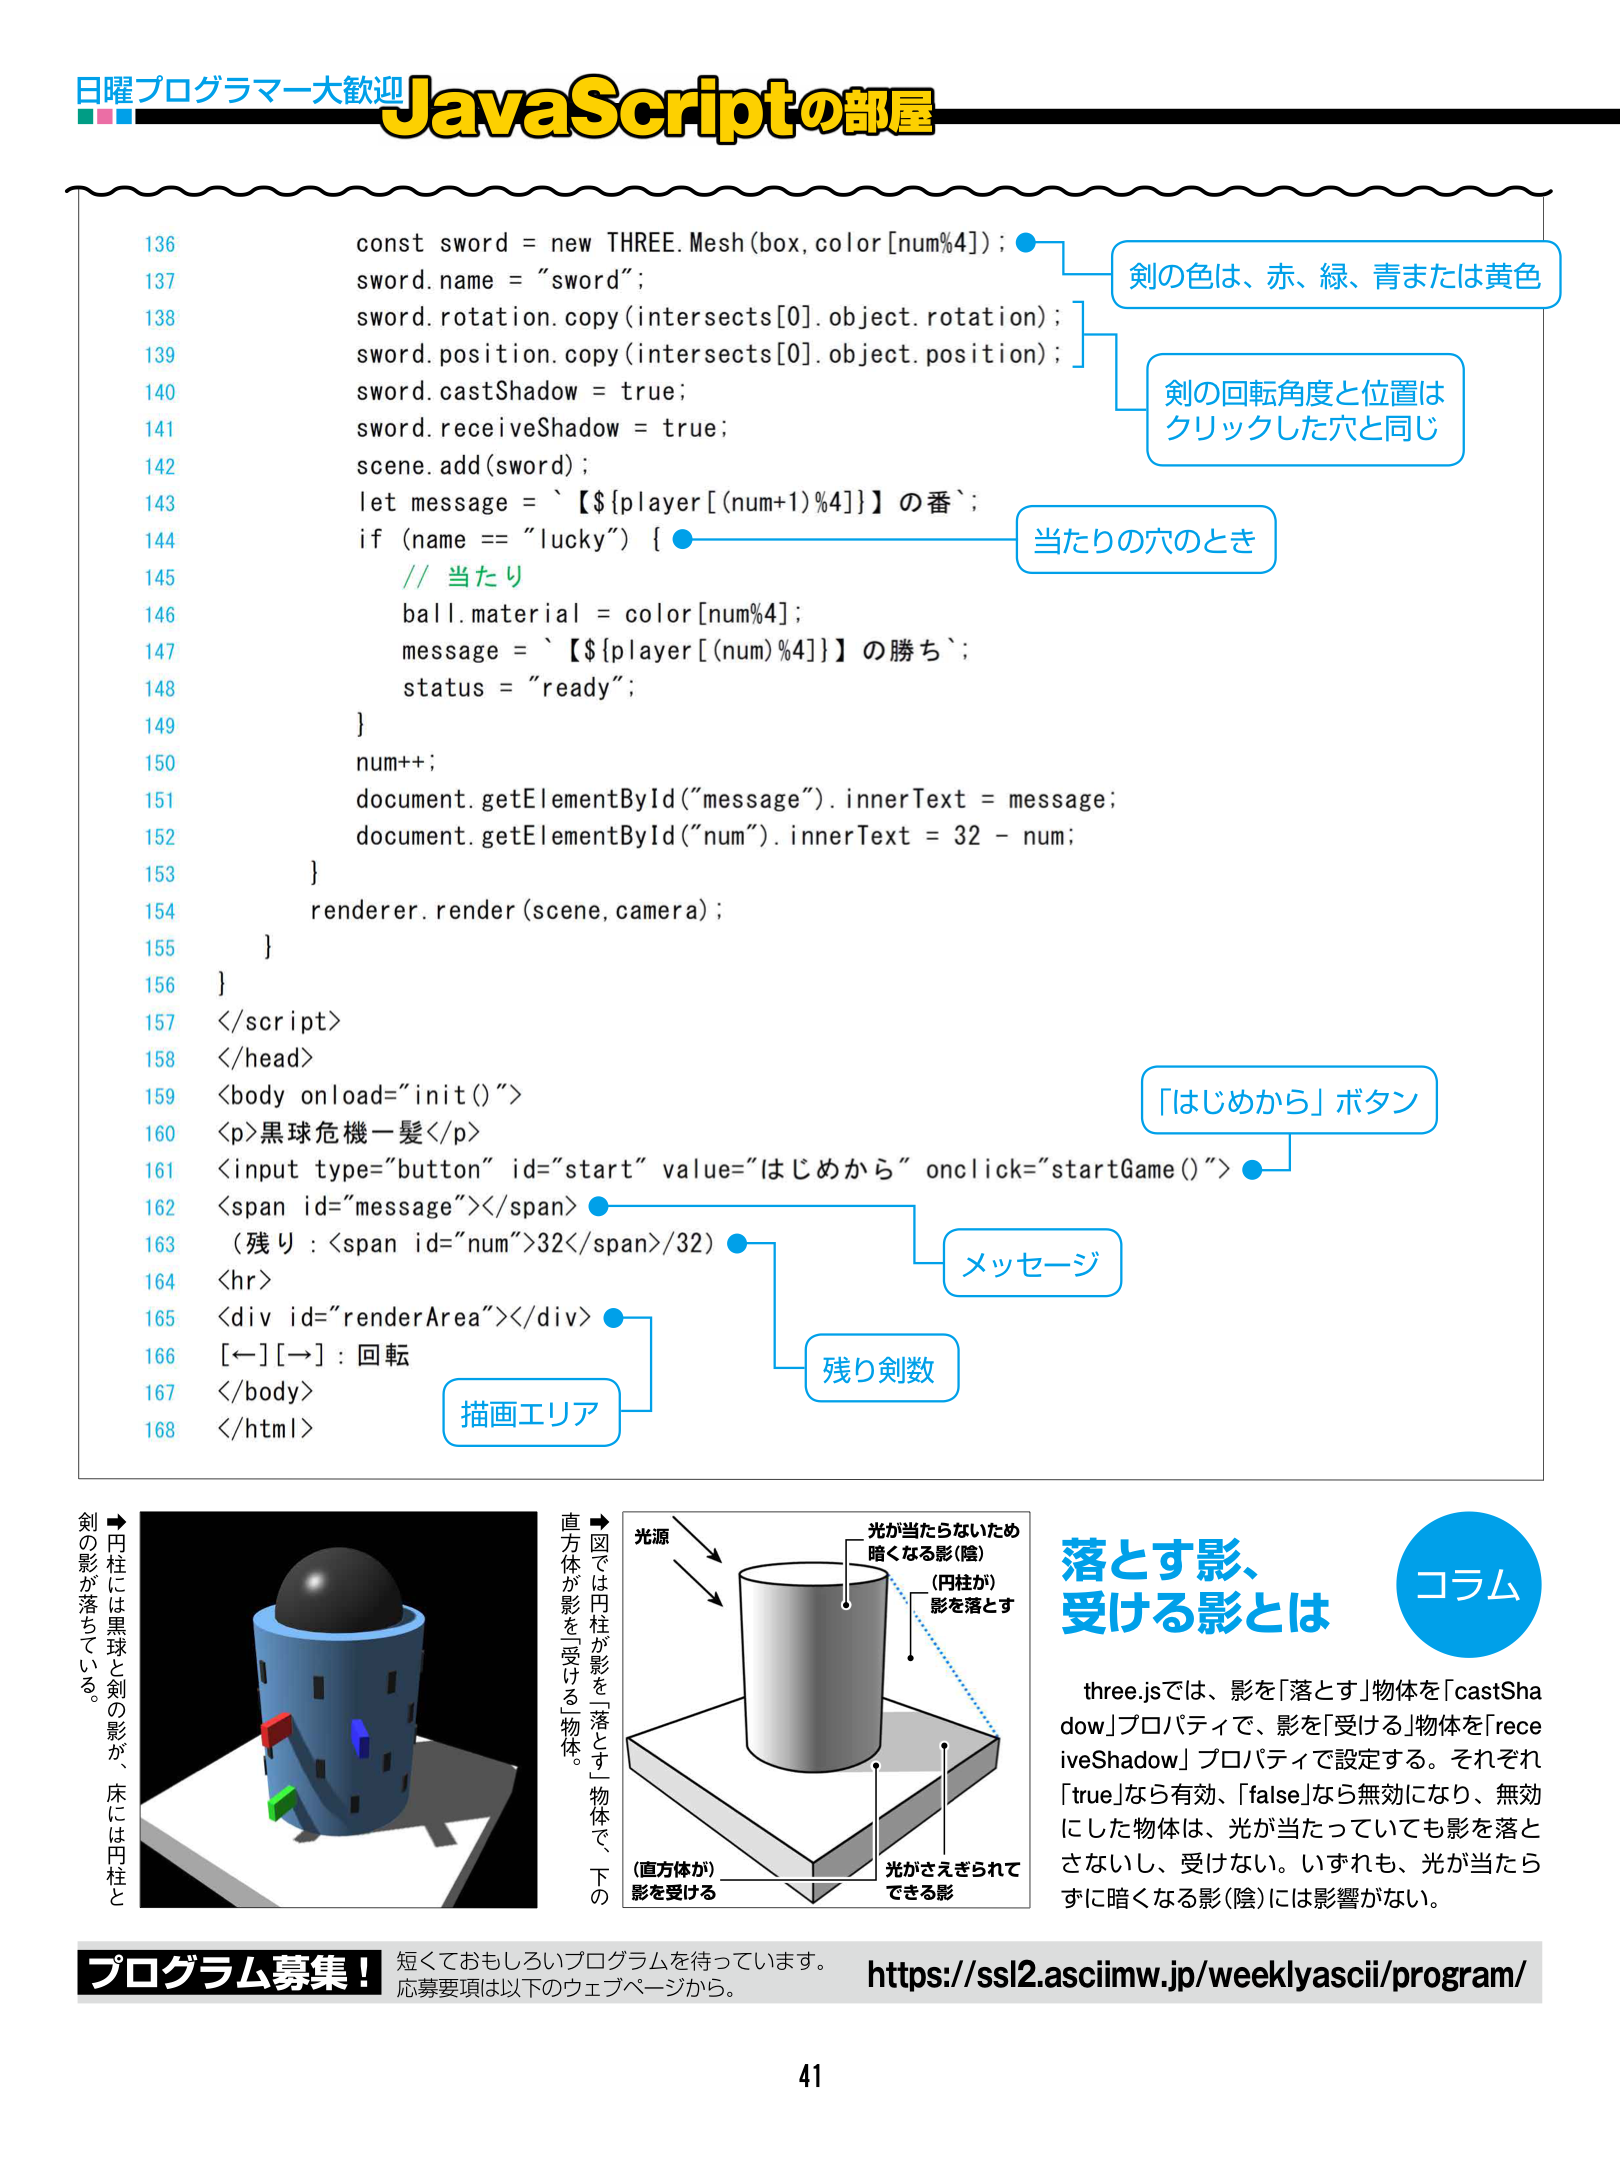 日曜プログラマー大歓迎
JavaScriptの部屋
136 const sword = new THREE.Mesh(box,color[num%4]);
剣の色は、赤、緑、青または黄色
137 sword.name = "sword";
138 sword.rotation.copy(intersects[0].object.rotation);
139 sword.position.copy(intersects[0].object.position);
剣の回転角度と位置は
クリックした穴と同じ
140 sword.castShadow = true;
141 sword.receiveShadow = true;
142 scene.add(sword);
143 let message = `【${player[(num+1)%4]}】の番`;
144 if (name == "lucky") {
当たりの穴のとき
145 // 当たり
146 ball.material = color[num%4];
147 message = `【${player[(num)%4]}】の勝ち`;
148 status = "ready";
149 }
150 num++;
151 document.getElementById("message").innerText = message;
152 document.getElementById("num").innerText = 32 - num;
153 }
154 renderer.render(scene,camera);
155 }
156 }
157 </script>
158 </head>
159 <body onload="init()">
160 <p>黒球危機一髪</p>
161 <input type="button" id="start" value="はじめから" onclick="startGame()">
「はじめから」ボタン
162 <span id="message"></span>
メッセージ
163 （残り：<span id="num">32</span>/32)
残り剣数
164 <hr>
165 <div id="renderArea"></div>
描画エリア
166 [←][→]：回転
167 </body>
168 </html>
➡円柱には黒球と剣の影が、床には円柱と
剣の影が落ちている。
➡図では円柱が影を「落とす」物体で、下の
直方体が影を「受ける」物体。
光源
光が当たらないため
暗くなる影(陰)
(円柱が)
影を落とす
(直方体が)
影を受ける
光がさえぎられて
できる影
落とす影、
受ける影とは
コラム
three.jsでは、影を「落とす」物体を「castSha
dow」プロパティで、影を「受ける」物体を「rece
iveShadow」プロパティで設定する。それぞれ
「true」なら有効、「false」なら無効になり、無効
にした物体は、光が当たっていても影を落と
さないし、受けない。いずれも、光が当たら
ずに暗くなる影(陰)には影響がない。
プログラム募集！
短くておもしろいプログラムを待っています。
応募要項は以下のウェブページから。
https://ssl2.asciimw.jp/weeklyascii/program/
41